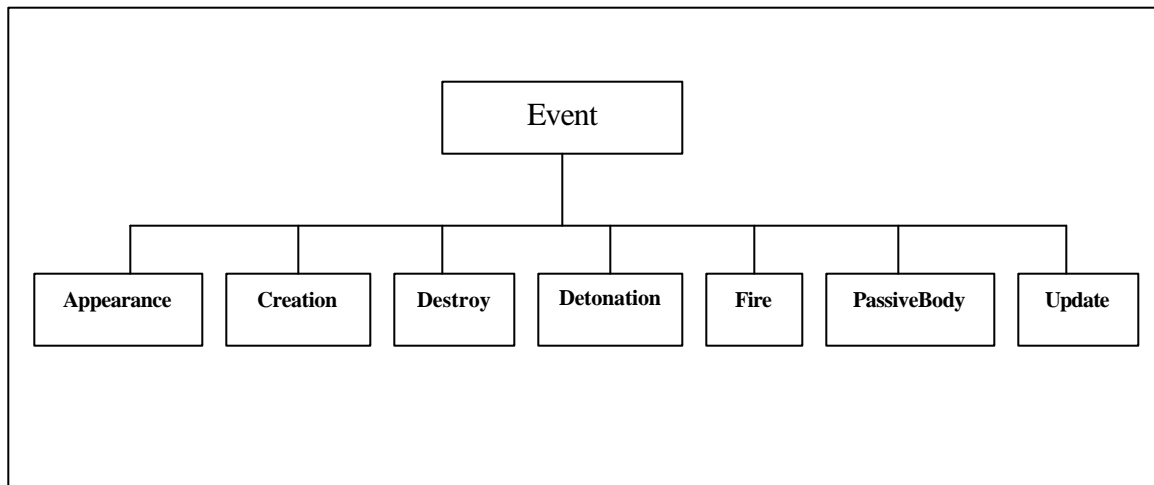 Event
Appearance
Creation
Destroy
Detonation
Fire
PassiveBody
Update